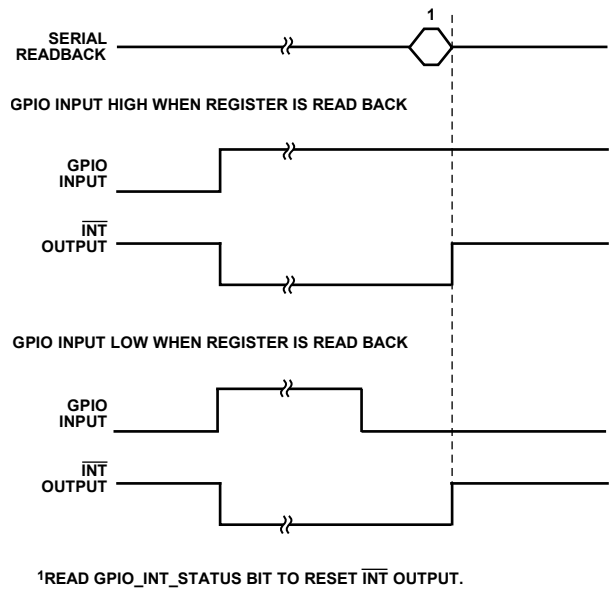 1
SERIAL
READBACK
GPIO INPUT HIGH WHEN REGISTER IS READ BACK
GPIO
INPUT
INT
OUTPUT
GPIO INPUT LOW WHEN REGISTER IS READ BACK
GPIO
INPUT
INT
OUTPUT
1READ GPIO_INT_STATUS BIT TO RESET INT OUTPUT.